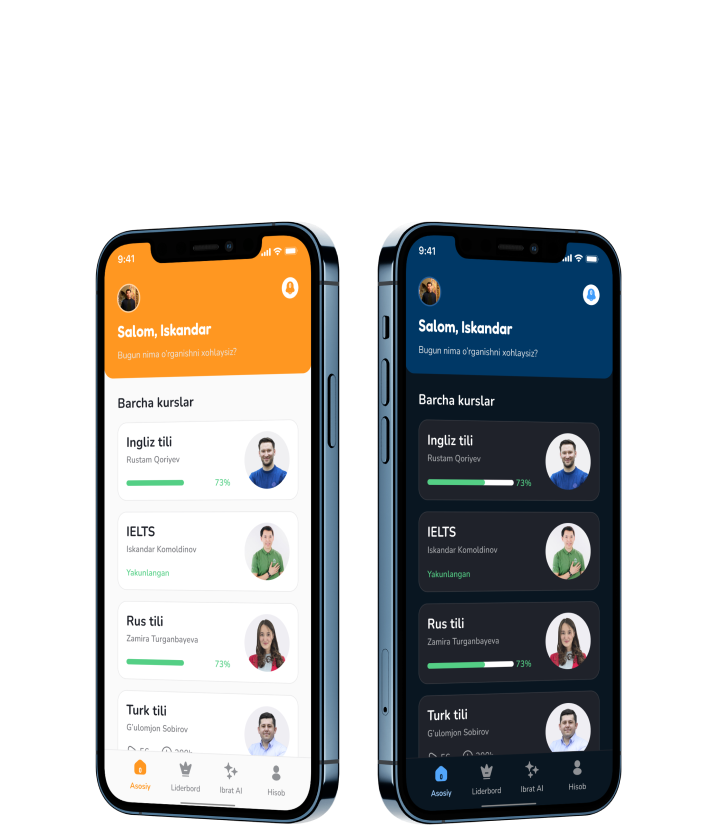 9:41
Salom, Iskandar
Bugun nima o'rganishni xohlaysiz?
Barcha kurslar
Ingliz tili
Rustam Qoriyev
73%
IELTS
Iskandar Komoldinov
Yakunlangan
Rus tili
Zamira Turganbayeva
73%
Turk tili
G'ulomjon Sobirov
Asosiy
Liderbord
Ibrat AI
Hisob
9:41
Salom, Iskandar
Bugun nima o'rganishni xohlaysiz?
Barcha kurslar
Ingliz tili
Rustam Qoriyev
73%
IELTS
Iskandar Komoldinov
Yakunlangan
Rus tili
Zamira Turganbayeva
73%
Turk tili
G'ulomjon Sobirov
Asosiy
Liderbord
Ibrat AI
Hisob